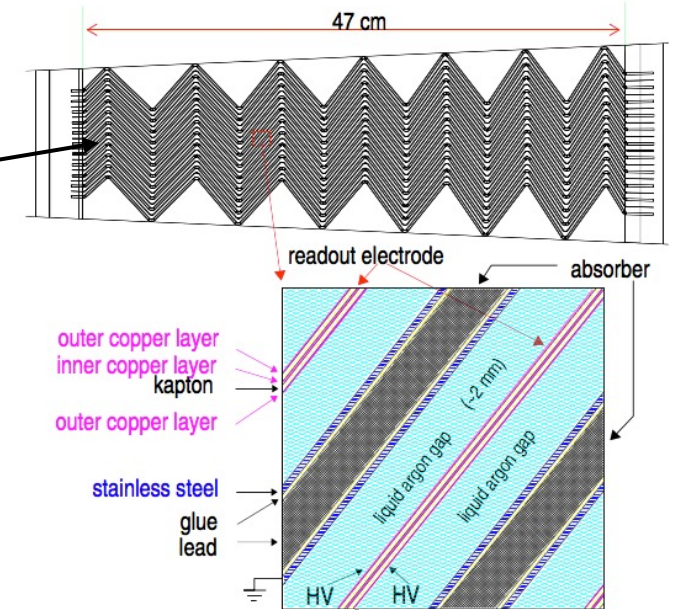 47 cm
readout electrode
absorber
outer copper layer
inner copper layer
kapton
outer copper layer
(~2 mm)
liquid argon gap
liquid argon gap
stainless steel
glue
lead
HV
HV